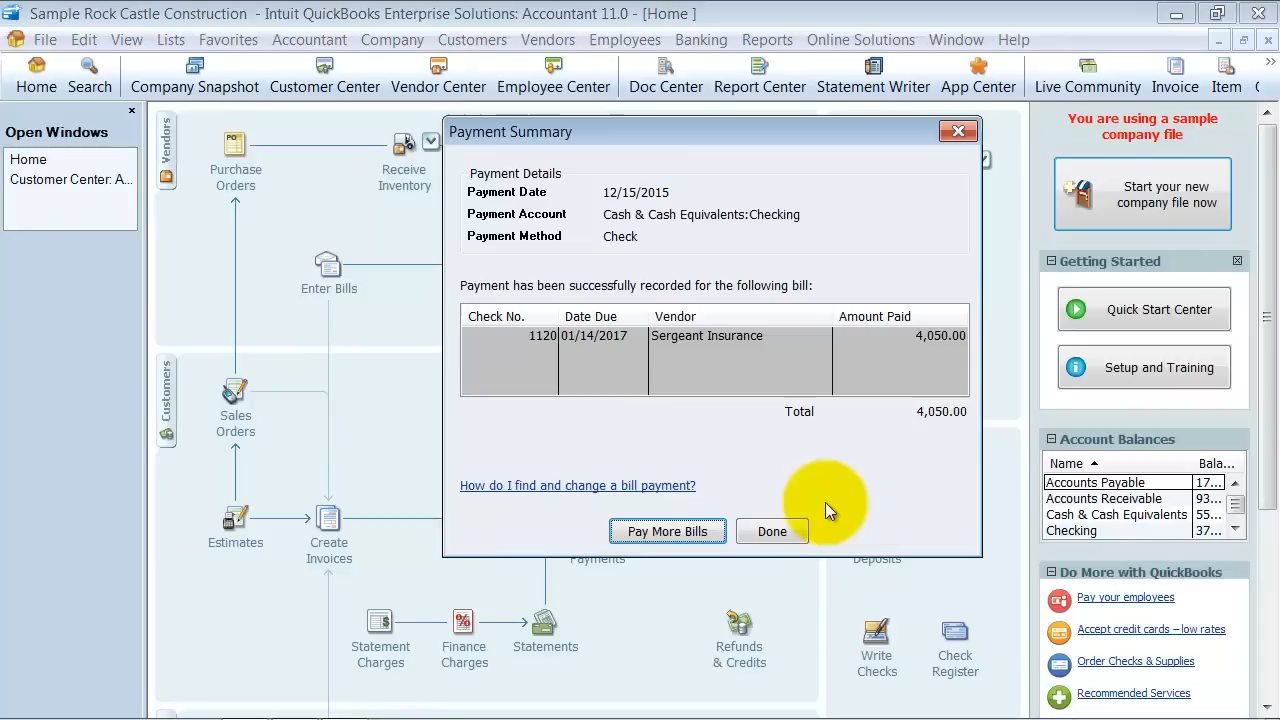 Sample Rock Castle Construction - Intuit QuickBooks Enterprise Solutions: Accountant 11.0 - [Home ]
File Edit View Lists Favorites Accountant Company Customers Vendors Employees Banking Reports Online Solutions Window Help
Home Search Company Snapshot Customer Center Vendor Center Employee Center Doc Center Report Center Statement Writer App Center Live Community Invoice Item
Open Windows
Home
Customer Center: A...
Vendors
PO
Purchase
Orders
Receive
Inventory
Enter Bills
Customers
Sales
Orders
Estimates
Create
Invoices
Payments
Deposits
Statement
Charges
Finance
Charges
Statements
Refunds
& Credits
Write
Checks
Check
Register
Payment Summary
Payment Details
Payment Date 12/15/2015
Payment Account Cash & Cash Equivalents:Checking
Payment Method Check
Payment has been successfully recorded for the following bill:
Check No. Date Due Vendor Amount Paid
1120 01/14/2017 Sergeant Insurance 4,050.00
Total 4,050.00
How do I find and change a bill payment?
Pay More Bills Done
You are using a sample
company file
Start your new
company file now
Getting Started
Quick Start Center
Setup and Training
Account Balances
Name Bala...
Accounts Payable 17...
Accounts Receivable 93...
Cash & Cash Equivalents 55...
Checking 37...
Do More with QuickBooks
Pay your employees
Accept credit cards – low rates
Order Checks & Supplies
Recommended Services